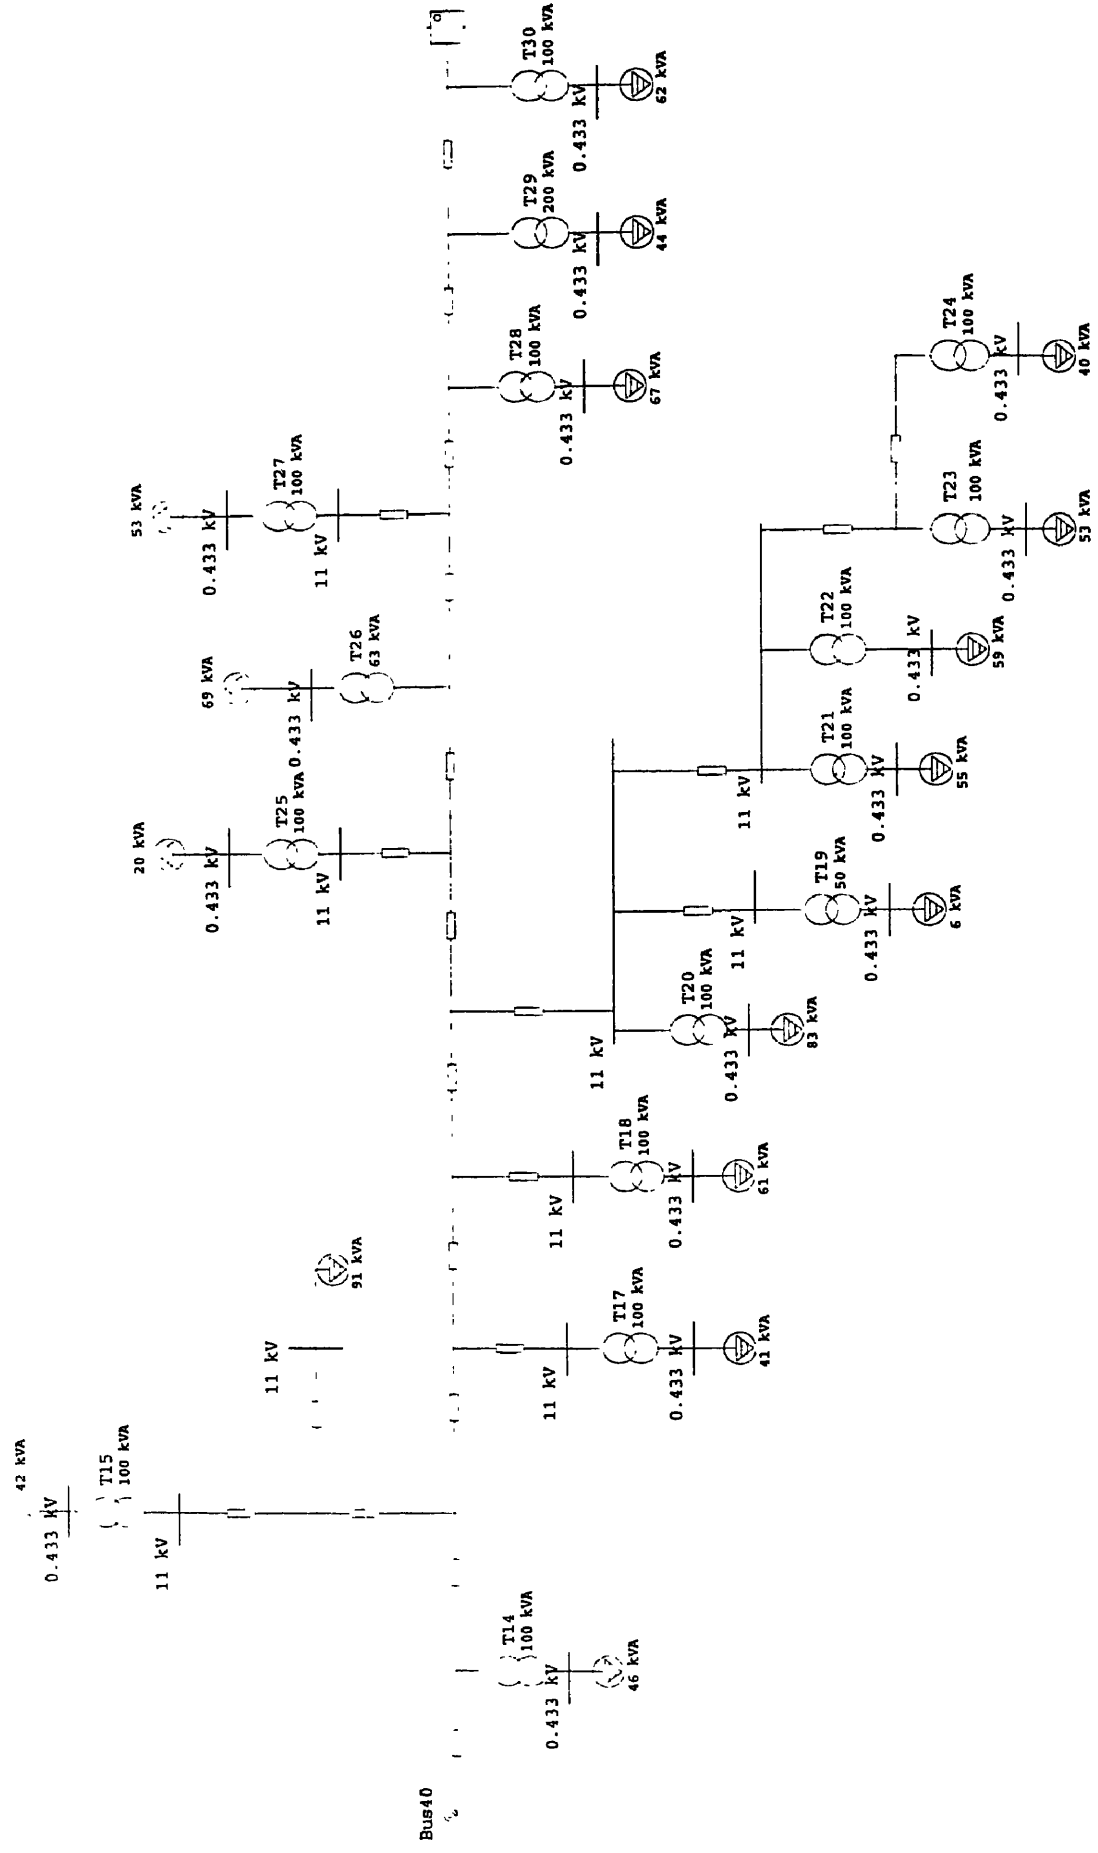 T30
100 kVA
0.433 kV
62 kVA
T29
200 kVA
0.433 kV
44 kVA
T28
100 kVA
0.433 kV
67 kVA
T24
100 kVA
0.433 kV
40 kVA
53 kVA
0.433 kV
T27
100 kVA
11 kV
T23
100 kVA
0.433 kV
53 kVA
T22
100 kVA
0.433 kV
59 kVA
69 kVA
0.433 kV
T26
63 kVA
T21
100 kVA
11 kV
0.433 kV
55 kVA
20 kVA
0.433 kV
T25
100 kVA
11 kV
T19
50 kVA
11 kV
0.433 kV
6 kVA
T20
100 kVA
11 kV
0.433 kV
83 kVA
T18
100 kVA
11 kV
0.433 kV
61 kVA
91 kVA
11 kV
T17
100 kVA
11 kV
0.433 kV
41 kVA
42 kVA
0.433 kV
T15
100 kVA
11 kV
T14
100 kVA
0.433 kV
46 kVA
Bus40